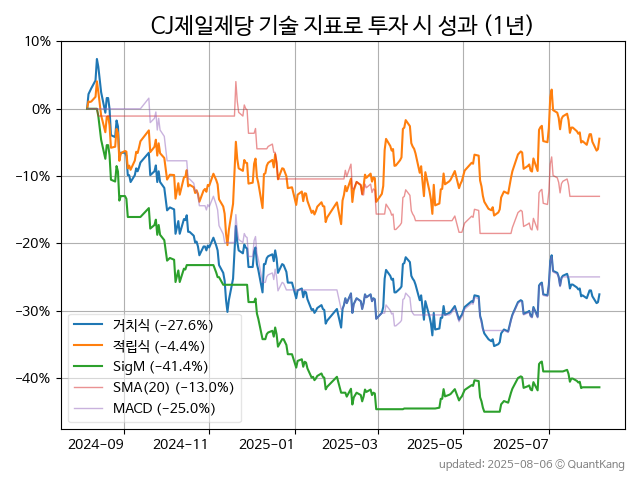 CJ제일제당 기술 지표로 투자 시 성과 (1년)
10%
0%
−10%
−20%
−30%
−40%
거치식 (−27.6%)
적립식 (−4.4%)
SigM (−41.4%)
SMA(20) (−13.0%)
MACD (−25.0%)
2024-09 2024-11 2025-01 2025-03 2025-05 2025-07
updated: 2025-08-06 © QuantKang